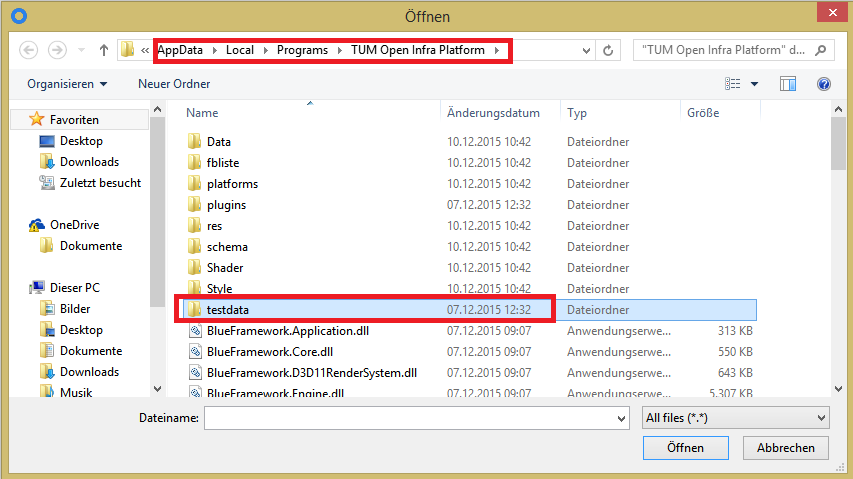 Öffnen
« AppData Local Programs TUM Open Infra Platform "TUM Open Infra Platform" d...
Organisieren Neuer Ordner
Name Änderungsdatum Typ Größe
Favoriten
Desktop
Downloads
Zuletzt besucht
OneDrive
Dokumente
Dieser PC
Bilder
Desktop
Dokumente
Downloads
Musik
Data 10.12.2015 10:42 Dateiordner
fbliste 10.12.2015 10:42 Dateiordner
platforms 10.12.2015 10:42 Dateiordner
plugins 07.12.2015 12:32 Dateiordner
res 10.12.2015 10:42 Dateiordner
schema 10.12.2015 10:42 Dateiordner
Shader 10.12.2015 10:42 Dateiordner
Style 10.12.2015 10:42 Dateiordner
testdata 07.12.2015 12:32 Dateiordner
BlueFramework.Application.dll 07.12.2015 09:07 Anwendungserwe... 313 KB
BlueFramework.Core.dll 07.12.2015 09:07 Anwendungserwe... 550 KB
BlueFramework.D3D11RenderSystem.dll 07.12.2015 09:07 Anwendungserwe... 643 KB
BlueFramework.Engine.dll 07.12.2015 09:07 Anwendungserwe... 5.307 KB
Dateiname: All files (*.*)
Öffnen Abbrechen